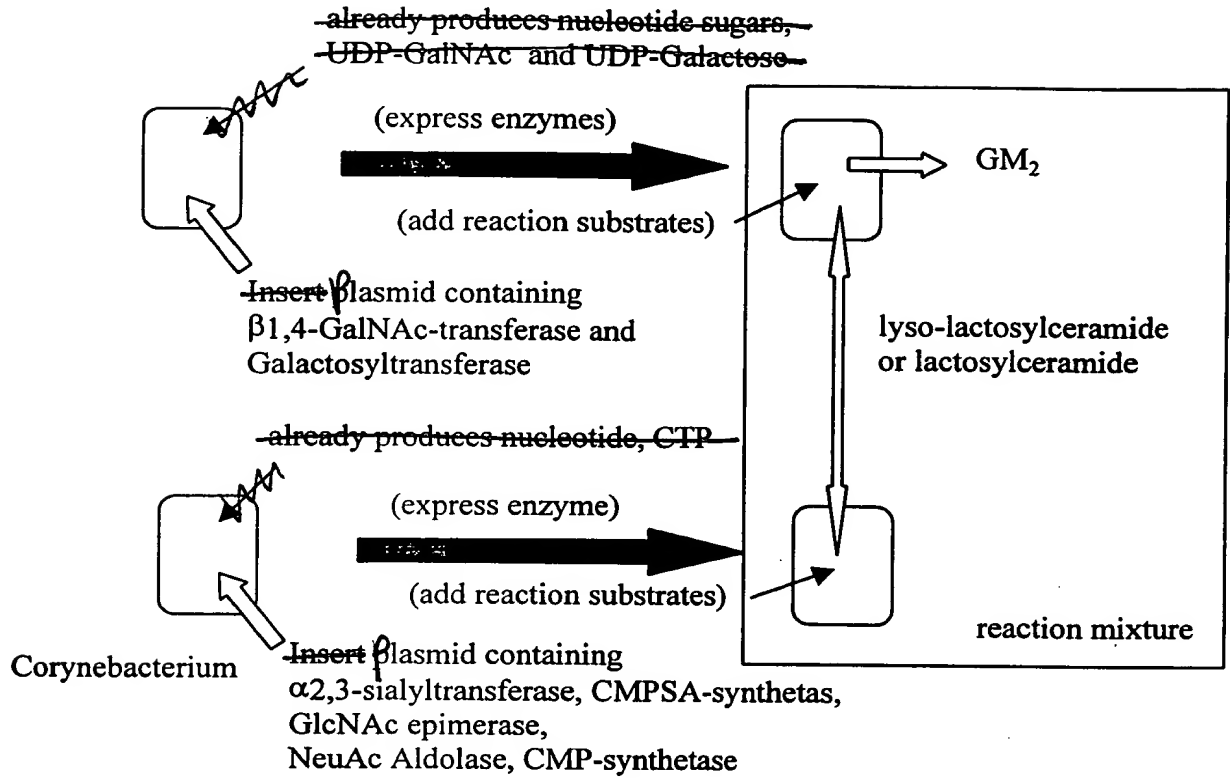 already produces nucleotide sugars,
UDP-GalNAc and UDP-Galactose
(express enzymes)
GM₂
(add reaction substrates)
Insert plasmid containing
β1,4-GalNAc-transferase and
Galactosyltransferase
lyso-lactosylceramide
or lactosylceramide
already produces nucleotide, CTP
(express enzyme)
(add reaction substrates)
reaction mixture
Corynebacterium
Insert plasmid containing
α2,3-sialyltransferase, CMPSA-synthetas,
GlcNAc epimerase,
NeuAc Aldolase, CMP-synthetase